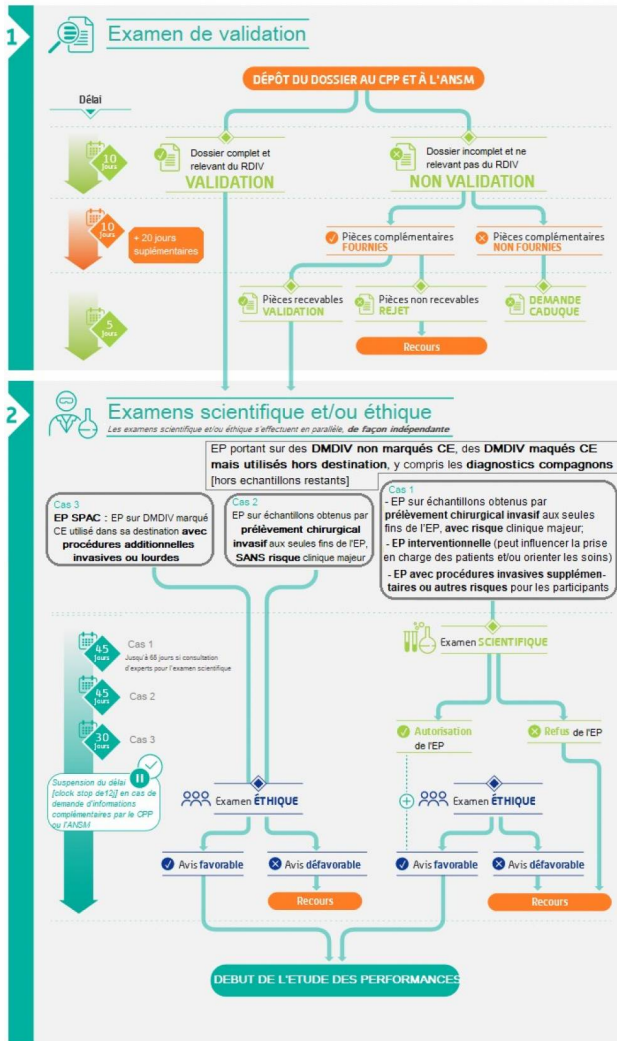 1
Examen de validation
DÉPÔT DU DOSSIER AU CPP ET À L'ANSM
Délai
10
jours
Dossier complet et
relevant du RDIV
VALIDATION
Dossier incomplet et ne
relevant pas du RDIV
NON VALIDATION
10
jours
+ 20 jours
suplémentaires
Pièces complémentaires
FOURNIES
Pièces complémentaires
NON FOURNIES
5
jours
Pièces recevables
VALIDATION
Pièces non recevables
REJET
DEMANDE
CADUQUE
Recours
2
Examens scientifique et/ou éthique
Les examens scientifique et/ou éthique s'effectuent en parallèle, de façon indépendante
EP portant sur des DMDIV non marqués CE, des DMDIV maqués CE
mais utilisés hors destination, y compris les diagnostics compagnons
[hors echantillons restants]
Cas 3
EP SPAC : EP sur DMDIV marqué
CE utilisé dans sa destination avec
procédures additionnelles
invasives ou lourdes
Cas 2
EP sur échantillons obtenus par
prélèvement chirurgical
invasif aux seules fins de l'EP,
SANS risque clinique majeur
Cas 1
- EP sur échantillons obtenus par
prélèvement chirurgical invasif aux seules
fins de l'EP, avec risque clinique majeur;
- EP interventionnelle (peut influencer la prise
en charge des patients et/ou orienter les soins)
- EP avec procédures invasives supplémen-
taires ou autres risques pour les participants
Examen SCIENTIFIQUE
45
jours
Cas 1
Jusqu'à 65 jours si consultation
d'experts pour l'examen scientifique
45
jours
Cas 2
30
jours
Cas 3
Autorisation
de l'EP
Refus de l'EP
Suspension du délai
[clock stop de12j] en cas de
demande d'infomations
complémentaires par le CPP
ou l'ANSM
Examen ÉTHIQUE
Examen ÉTHIQUE
Avis favorable
Avis défavorable
Avis favorable
Avis défavorable
Recours
Recours
DEBUT DE L'ETUDE DES PERFORMANCES